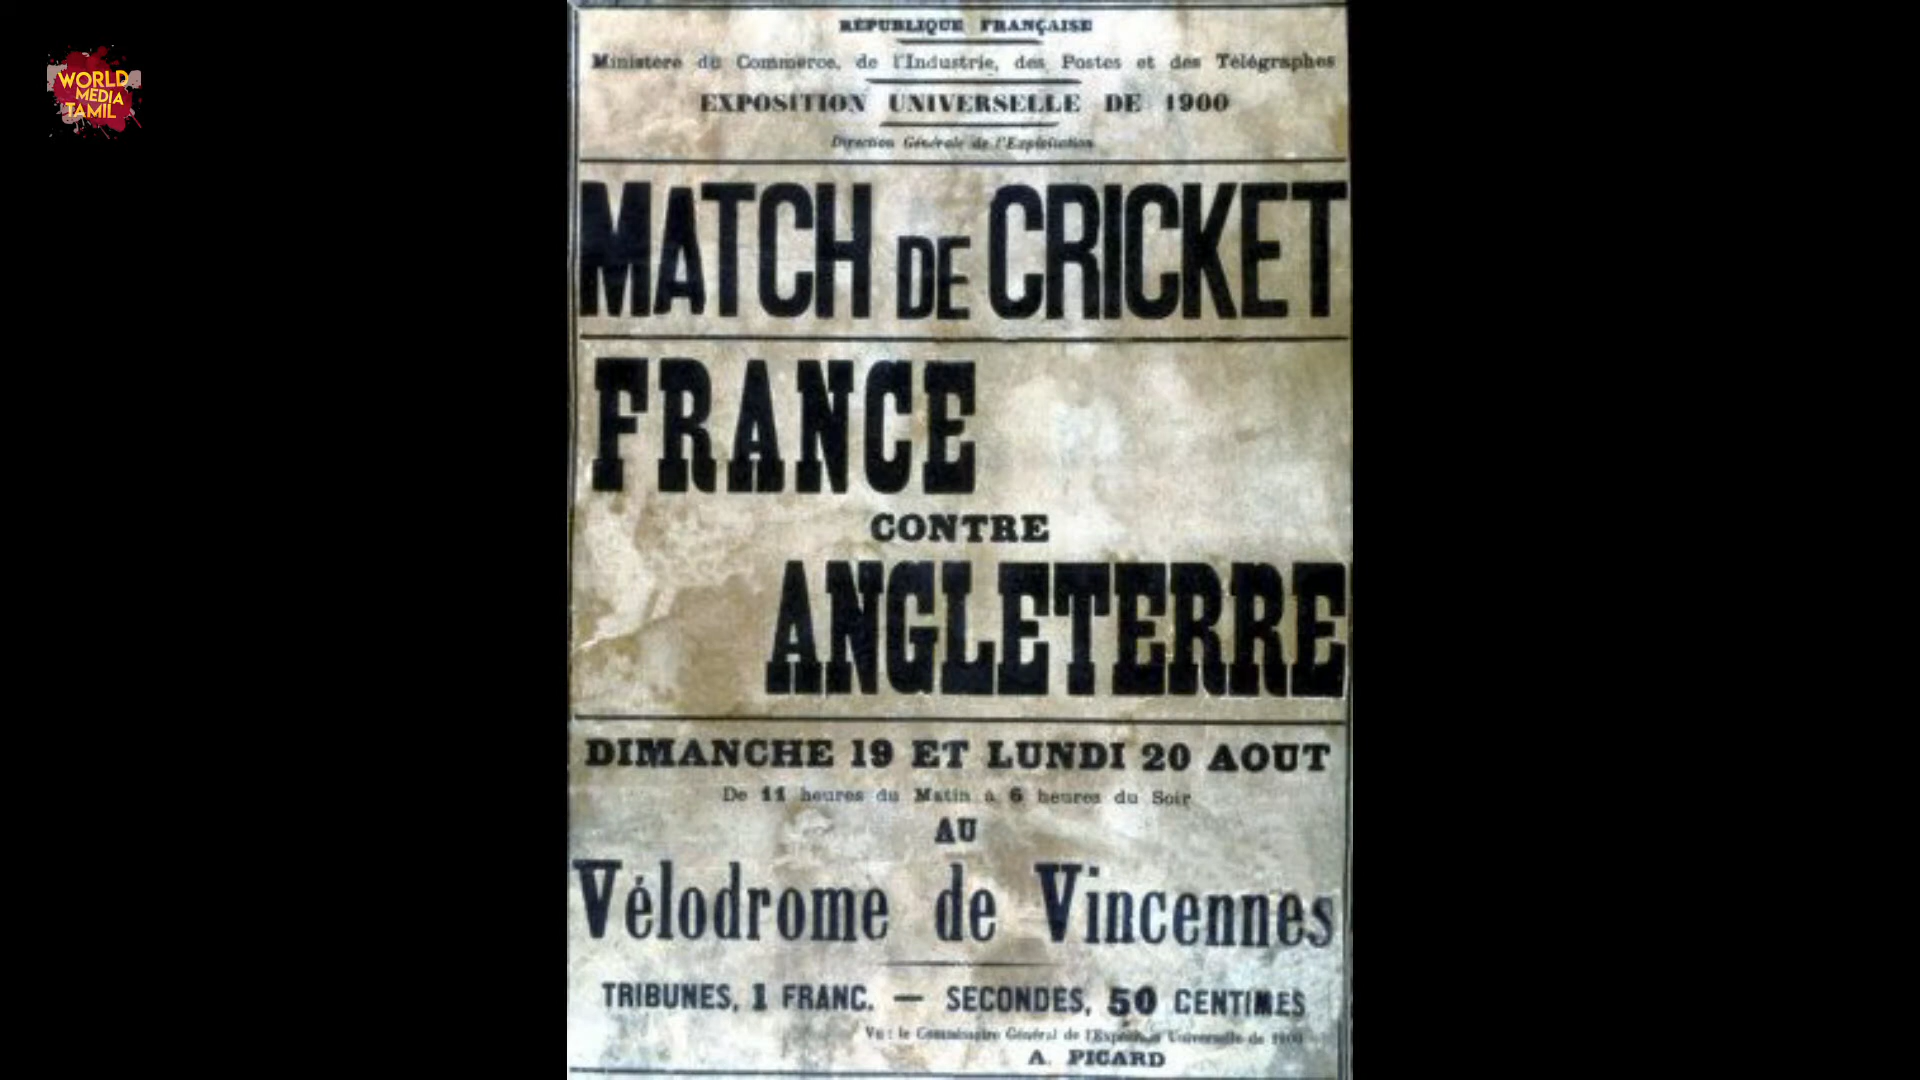 WORLD
MEDIA
TAMIL
RÉPUBLIQUE FRANÇAISE
Ministère du Commerce, de l'Industrie, des Postes et des Télégraphes
EXPOSITION UNIVERSELLE DE 1900
Direction Générale de l'Exploitation
MATCH DE CRICKET
FRANCE
CONTRE
ANGLETERRE
DIMANCHE 19 ET LUNDI 20 AOUT
De 11 heures du Matin à 6 heures du Soir
AU
Vélodrome de Vincennes
TRIBUNES, 1 FRANC. — SECONDES, 50 CENTIMES
Vu : le Commissaire Général de l'Exposition Universelle de 1900
A. PICARD